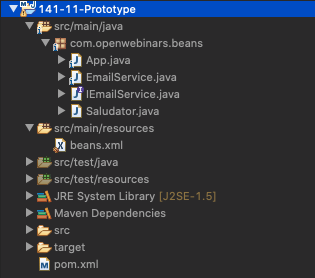 141-11-Prototype
src/main/java
com.openwebinars.beans
App.java
EmailService.java
IEmailService.java
Saludator.java
src/main/resources
beans.xml
src/test/java
src/test/resources
JRE System Library [J2SE-1.5]
Maven Dependencies
src
target
pom.xml